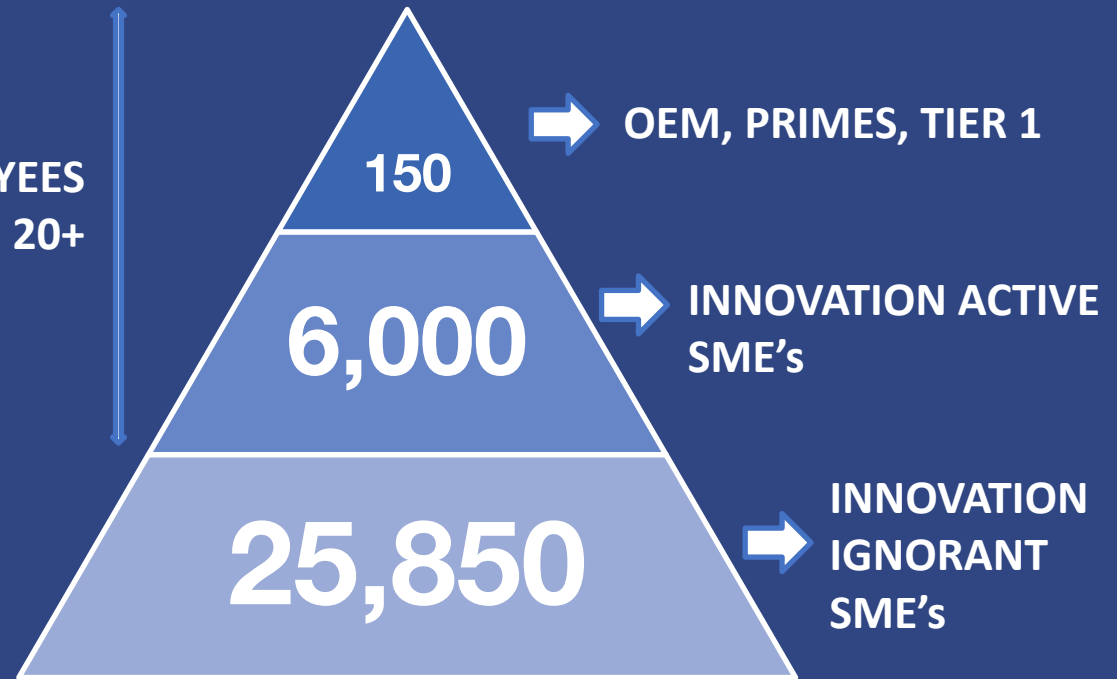 OEM, PRIMES, TIER 1
150
YEES
20+
INNOVATION ACTIVE
SME’s
6,000
INNOVATION
IGNORANT
SME’s
25,850